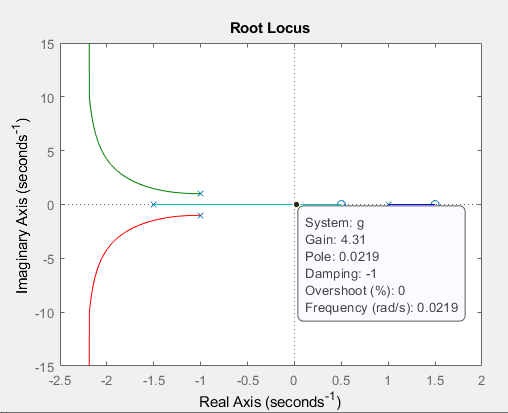 Root Locus
15
10
5
0
-5
-10
-15
Imaginary Axis (seconds⁻¹)
System: g
Gain: 4.31
Pole: 0.0219
Damping: -1
Overshoot (%): 0
Frequency (rad/s): 0.0219
-2.5 -2 -1.5 -1 -0.5 0 0.5 1 1.5 2
Real Axis (seconds⁻¹)